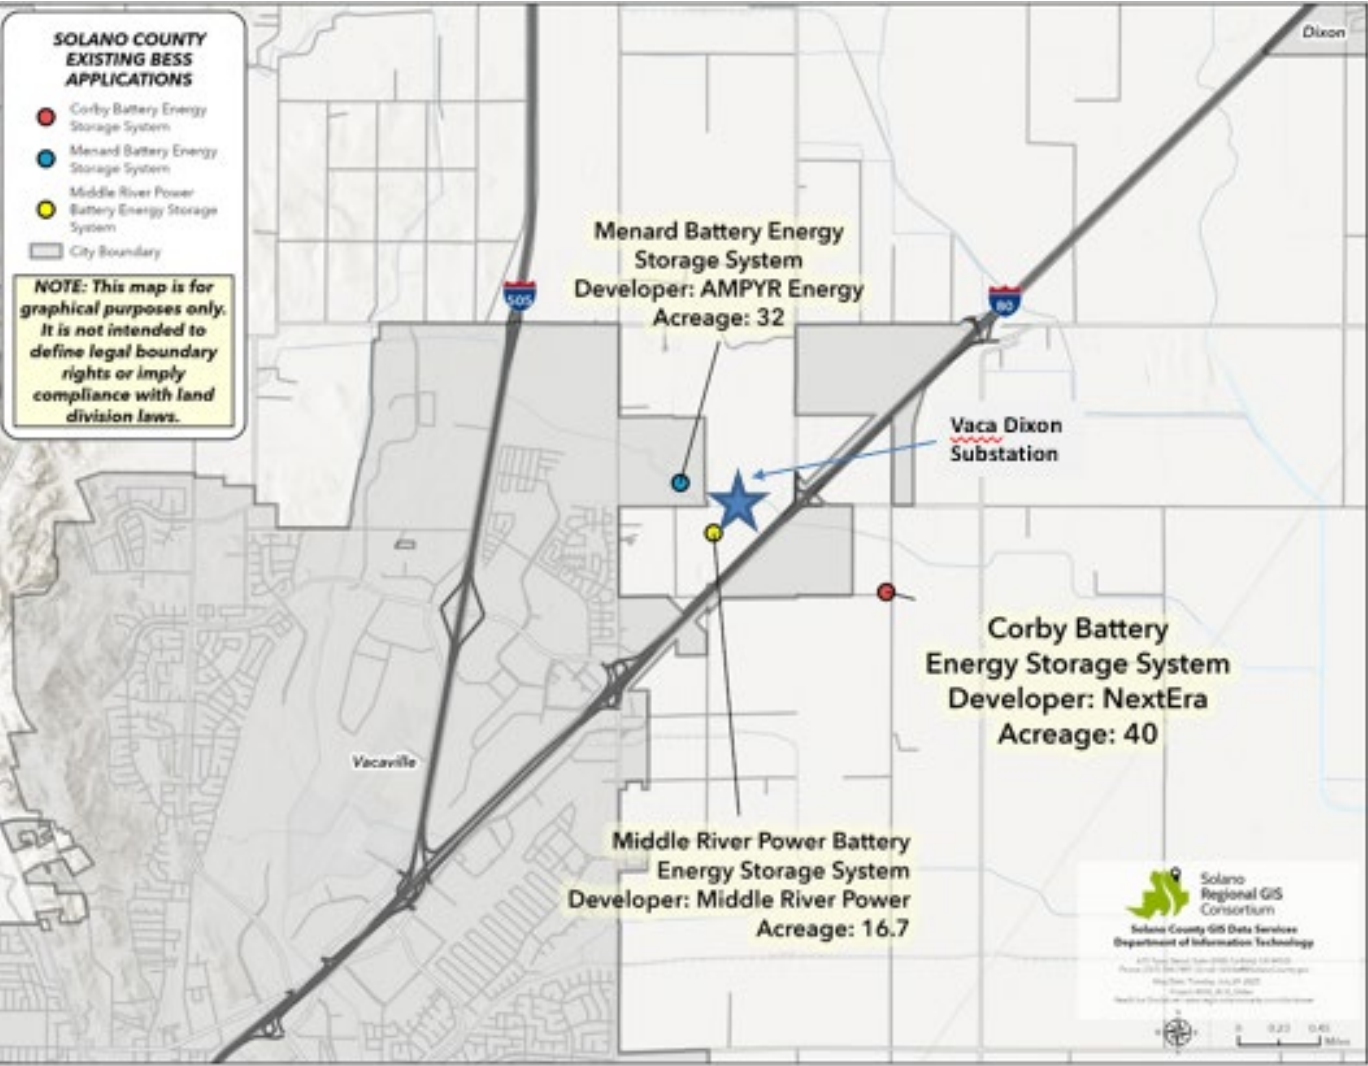 SOLANO COUNTY
EXISTING BESS
APPLICATIONS
Corby Battery Energy
Storage System
Menard Battery Energy
Storage System
Middle River Power
Battery Energy Storage
System
City Boundary
NOTE: This map is for
graphical purposes only.
It is not intended to
define legal boundary
rights or imply
compliance with land
division laws.
Dixon
505
80
Menard Battery Energy
Storage System
Developer: AMPYR Energy
Acreage: 32
Vaca Dixon
Substation
Corby Battery
Energy Storage System
Developer: NextEra
Acreage: 40
Vacaville
Middle River Power Battery
Energy Storage System
Developer: Middle River Power
Acreage: 16.7
Solano
Regional GIS
Consortium
Solano County GIS Data Services
Department of Information Technology
0 0.23 0.45
Miles